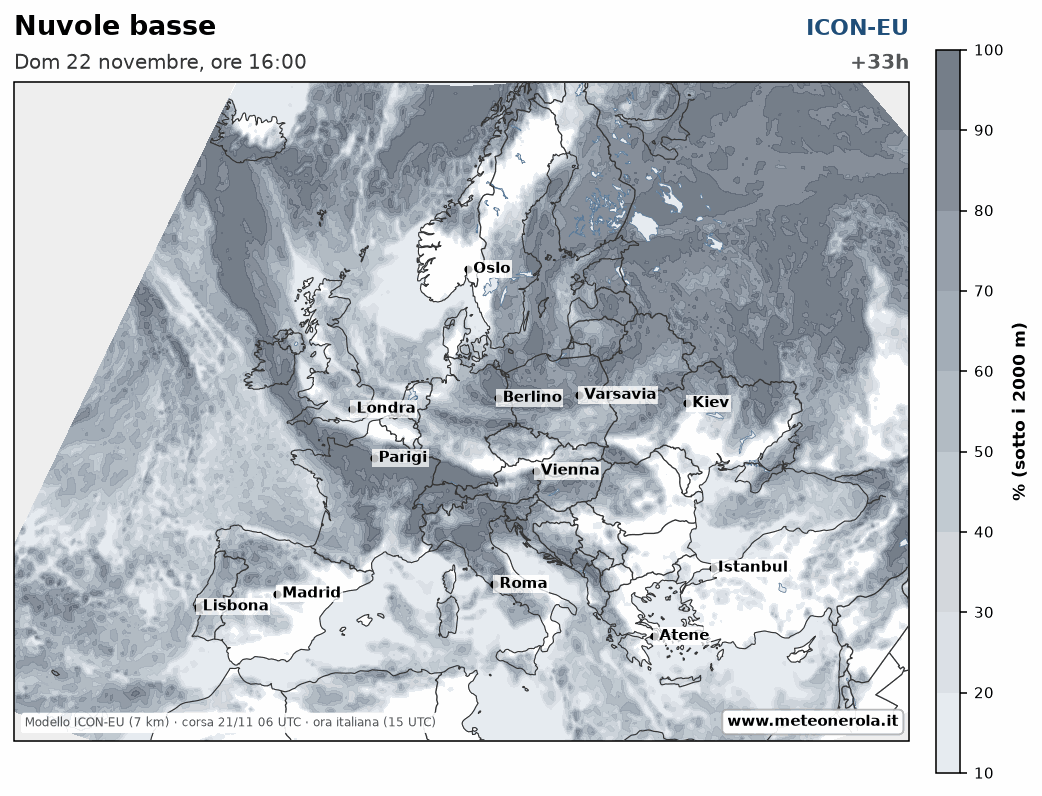 Nuvole basse
ICON-EU
Dom 22 novembre, ore 16:00
+33h
100
90
80
70
60
50
40
30
20
10
% (sotto i 2000 m)
Oslo
Berlino
Varsavia
Kiev
Londra
Parigi
Vienna
Istanbul
Roma
Madrid
Lisbona
Atene
Modello ICON-EU (7 km) · corsa 21/11 06 UTC · ora italiana (15 UTC)
www.meteonerola.it